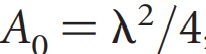 A₀ = λ²/4;